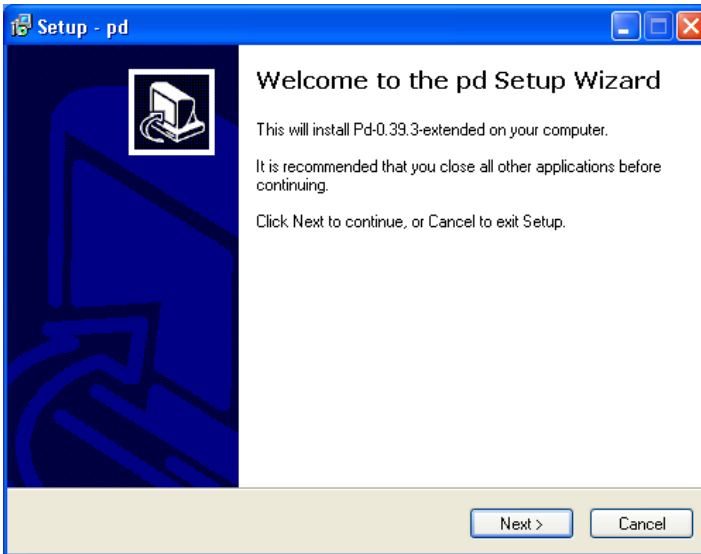 Setup - pd
Welcome to the pd Setup Wizard
This will install Pd-0.39.3-extended on your computer.
It is recommended that you close all other applications before
continuing.
Click Next to continue, or Cancel to exit Setup.
Next >
Cancel